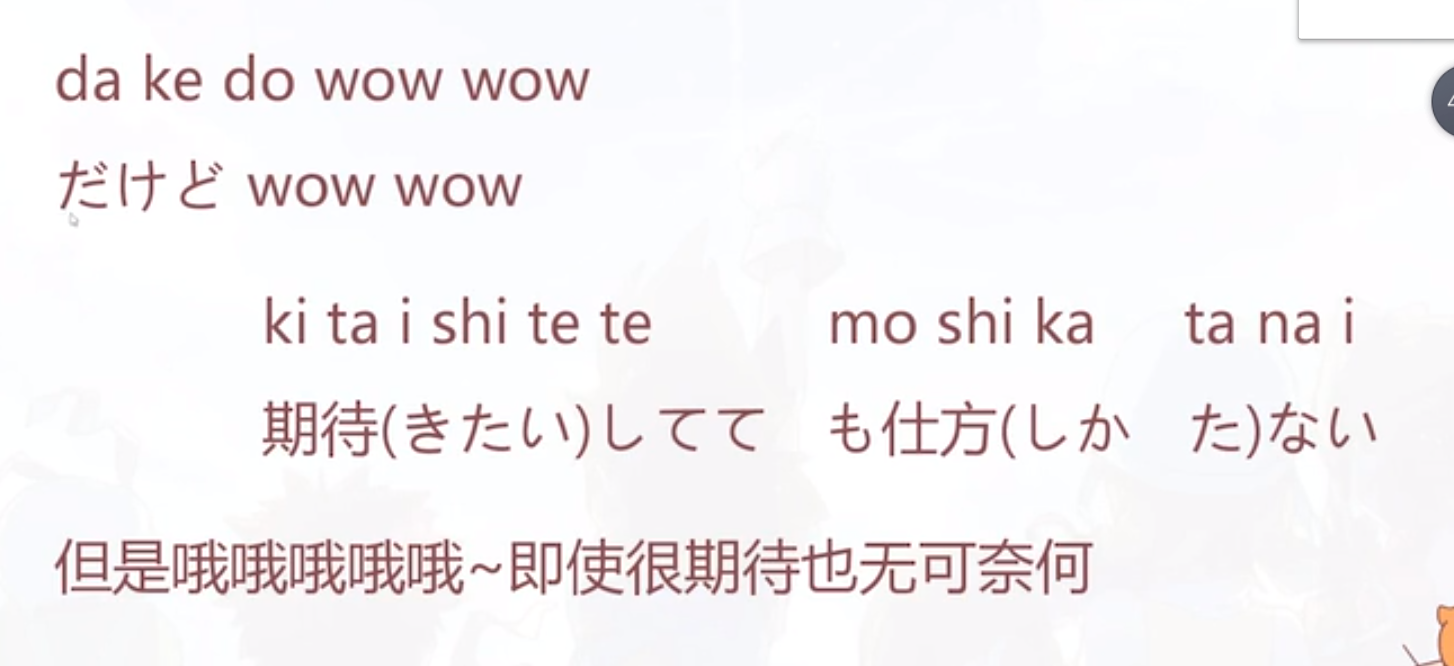 da ke do wow wow
だけど wow wow
ki ta i shi te te mo shi ka ta na i
期待(きたい)してて も仕方(しか た)ない
但是哦哦哦哦哦~即使很期待也无可奈何